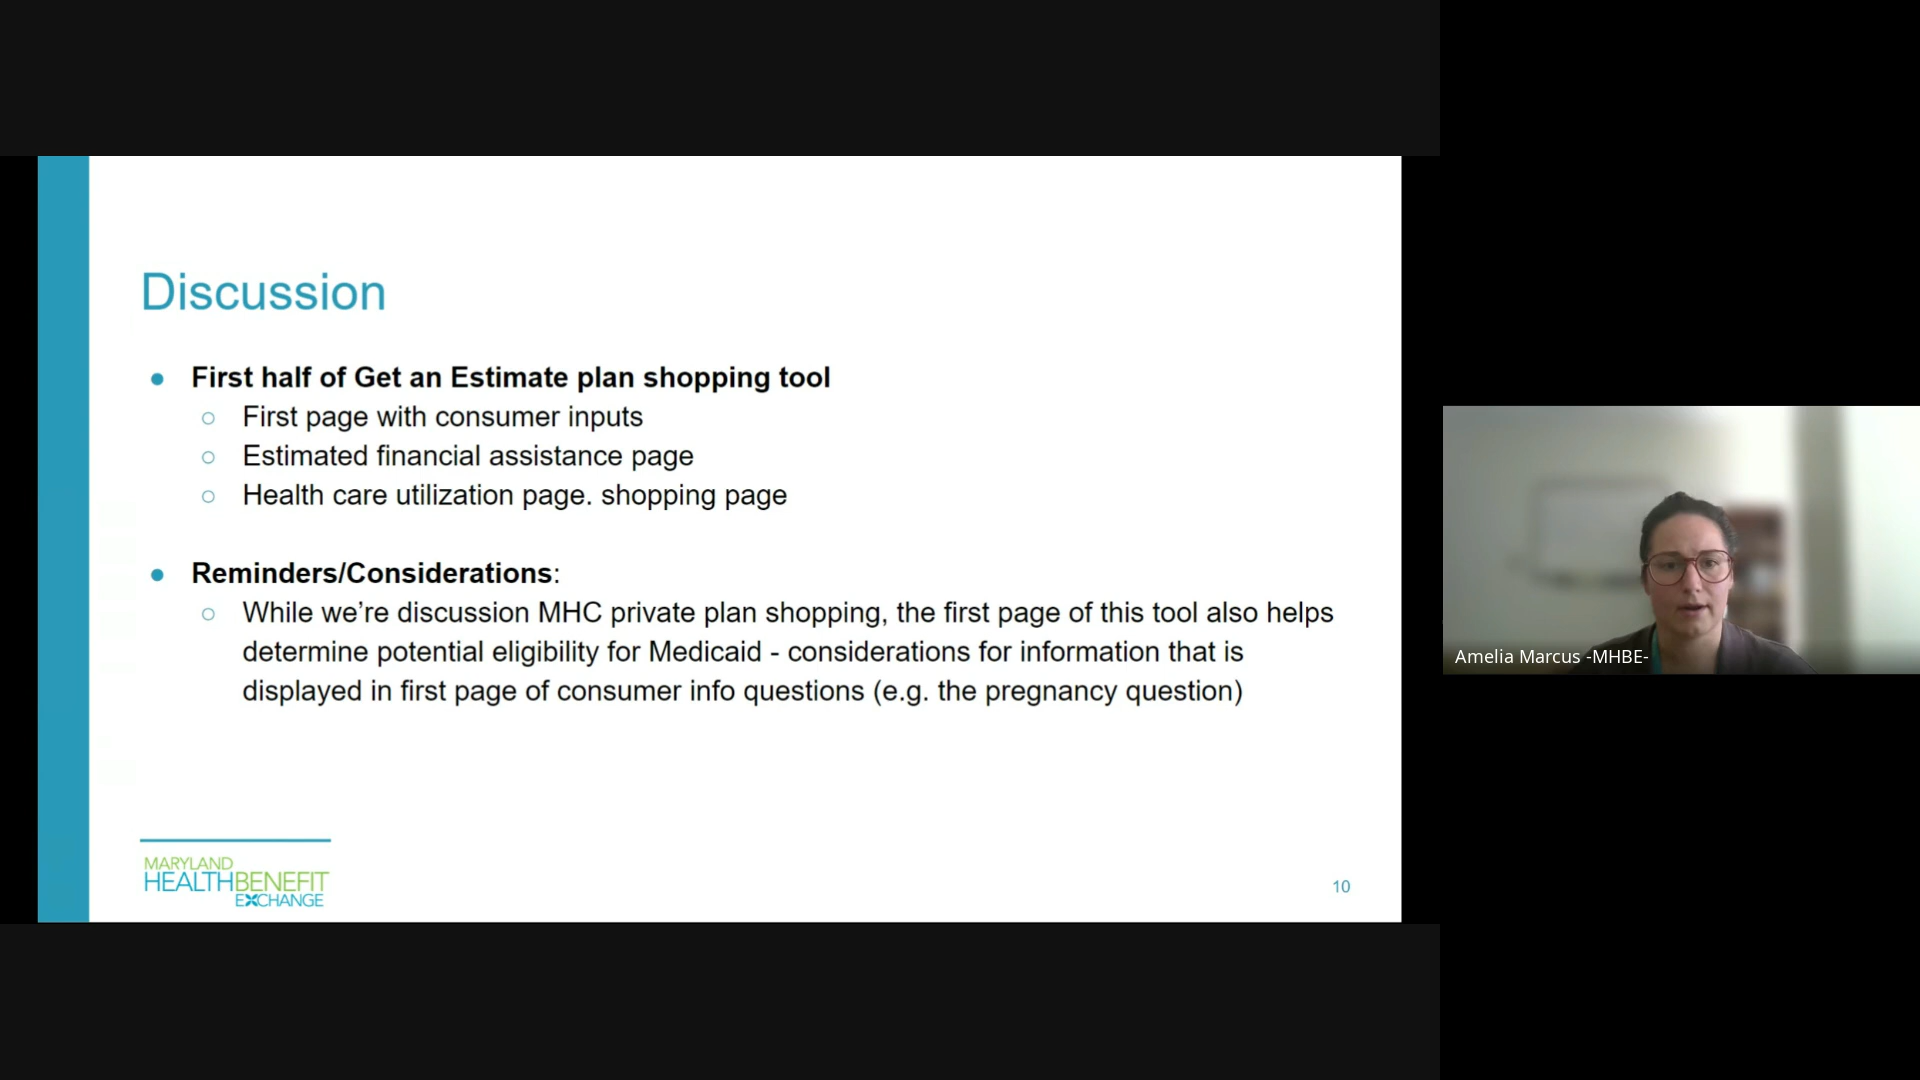 Discussion
● First half of Get an Estimate plan shopping tool
○ First page with consumer inputs
○ Estimated financial assistance page
○ Health care utilization page. shopping page
● Reminders/Considerations:
○ While we’re discussion MHC private plan shopping, the first page of this tool also helps
determine potential eligibility for Medicaid - considerations for information that is
displayed in first page of consumer info questions (e.g. the pregnancy question)
MARYLAND
HEALTHBENEFIT
EXCHANGE
10
Amelia Marcus -MHBE-